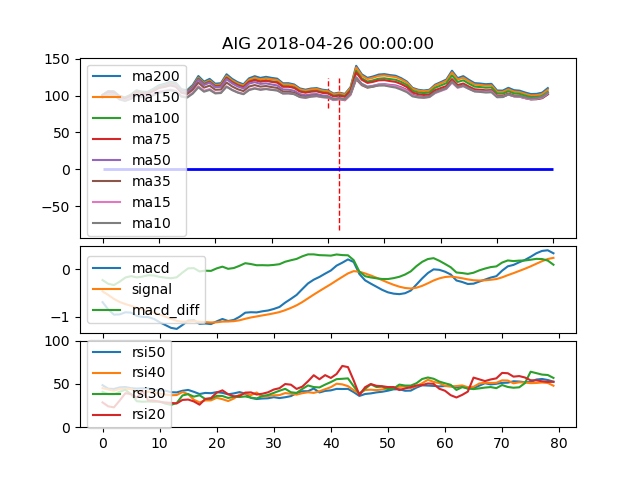 AIG 2018-04-26 00:00:00
150
100
50
0
−50
ma200
ma150
ma100
ma75
ma50
ma35
ma15
ma10
0
−1
macd
signal
macd_diff
100
50
0
rsi50
rsi40
rsi30
rsi20
0 10 20 30 40 50 60 70 80